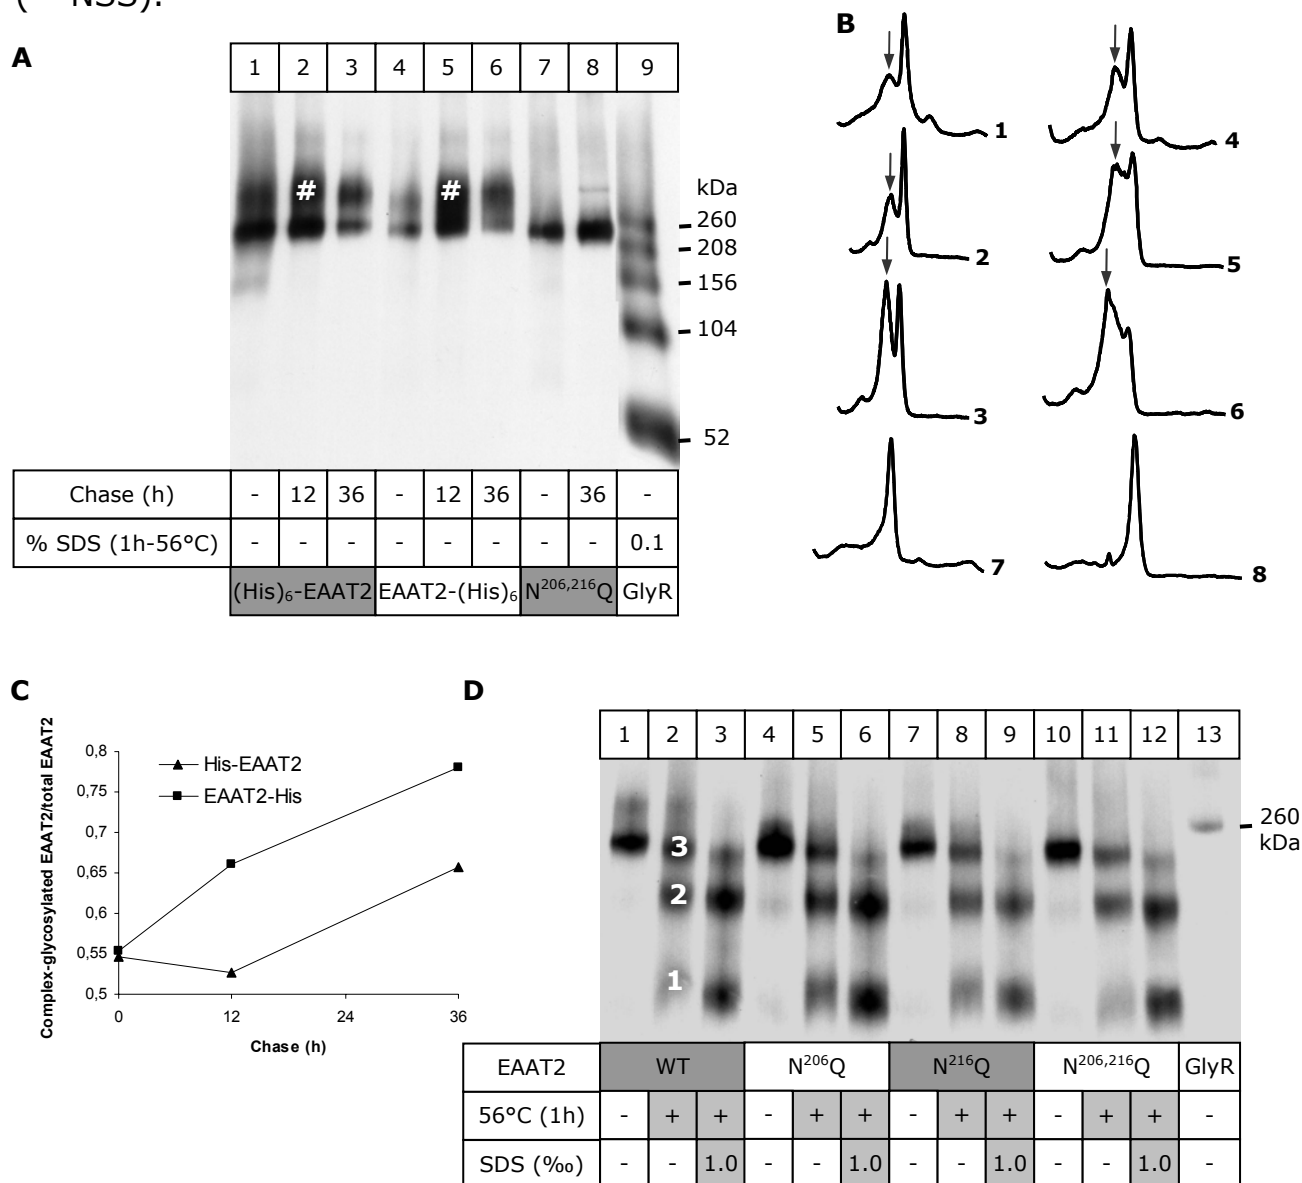 NSS).
A
1 2 3 4 5 6 7 8 9
# #
kDa
260
208
156
104
52
Chase (h) - 12 36 - 12 36 - 36 -
% SDS (1h-56°C) - - - - - - - - 0.1
(His)₆-EAAT2 EAAT2-(His)₆ N²⁰⁶,²¹⁶Q GlyR
B
1
2
3
7
4
5
6
8
C
Complex-glycosylated EAAT2/total EAAT2
0,8
0,75
0,7
0,65
0,6
0,55
0,5
His-EAAT2
EAAT2-His
0 12 24 36
Chase (h)
D
1 2 3 4 5 6 7 8 9 10 11 12 13
3
2
1
260
kDa
EAAT2 WT N²⁰⁶Q N²¹⁶Q N²⁰⁶,²¹⁶Q GlyR
56°C (1h) - + + - + + - + + - + + -
SDS (‰) - - 1.0 - - 1.0 - - 1.0 - - 1.0 -